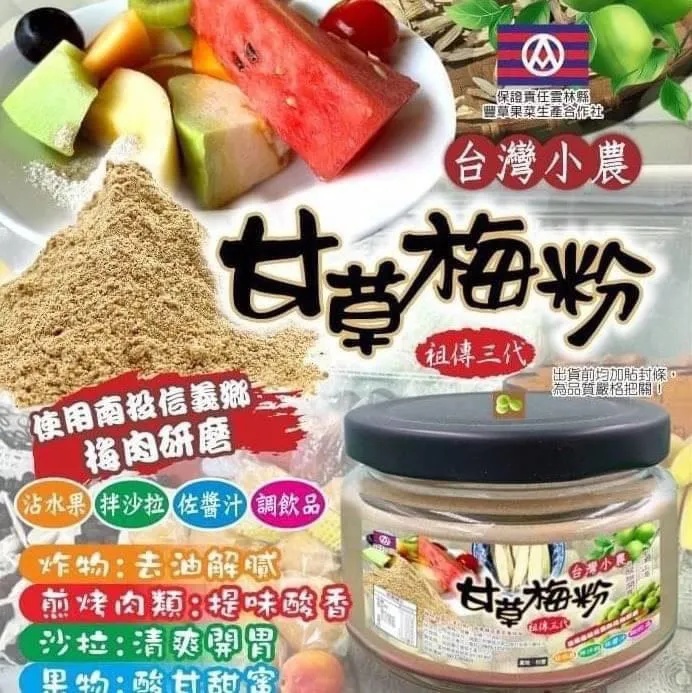 保證責任雲林縣
豐草果菜生產合作社
台灣小農
甘草梅粉
祖傳三代
出貨前均加貼封條，
為品質嚴格把關！
使用南投信義鄉
梅肉研磨
沾水果
拌沙拉
佐醬汁
調飲品
炸物：去油解膩
煎烤肉類：提味酸香
沙拉：清爽開胃
果物：酸甘甜蜜
台灣小農
甘草梅粉
祖傳三代